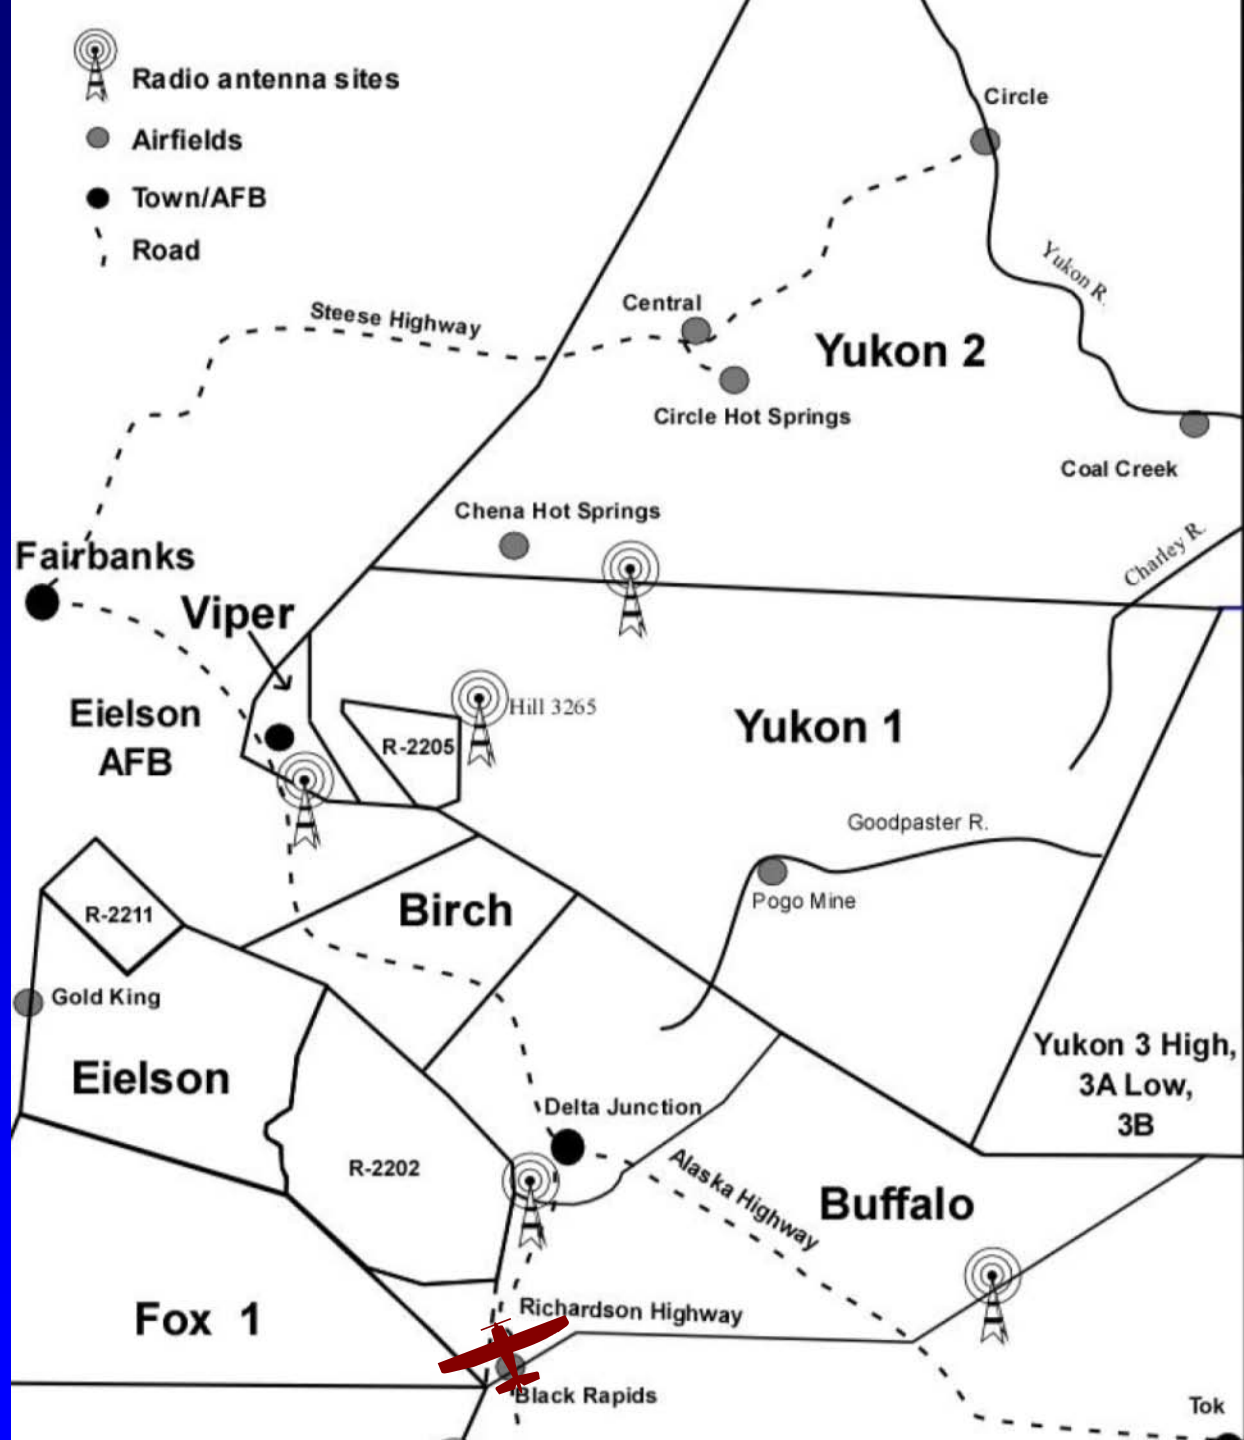 Radio antenna sites
Airfields
Town/AFB
Road
Circle
Yukon R.
Steese Highway
Central
Yukon 2
Circle Hot Springs
Coal Creek
Chena Hot Springs
Charley R.
Fairbanks
Viper
Hill 3265
Eielson
AFB
R-2205
Yukon 1
Goodpaster R.
Pogo Mine
Birch
R-2211
Gold King
Eielson
Yukon 3 High,
3A Low,
3B
Delta Junction
R-2202
Alaska Highway
Buffalo
Fox 1
Richardson Highway
Black Rapids
Tok